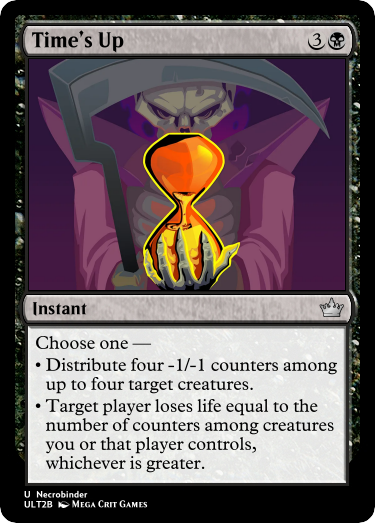 Time's Up 3
Instant
Choose one —
• Distribute four -1/-1 counters among
up to four target creatures.
• Target player loses life equal to the
number of counters among creatures
you or that player controls,
whichever is greater.
U Necrobinder
ULT2B Mega Crit Games